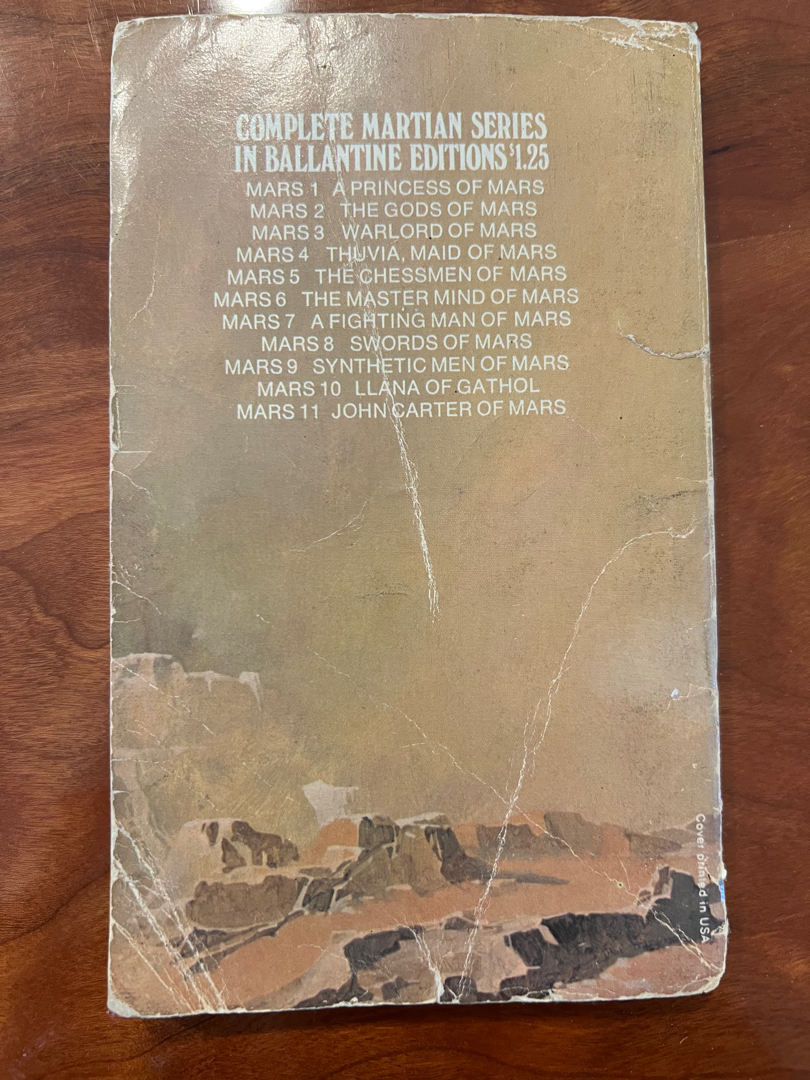 COMPLETE MARTIAN SERIES
IN BALLANTINE EDITIONS $1.25
MARS 1 A PRINCESS OF MARS
MARS 2 THE GODS OF MARS
MARS 3 WARLORD OF MARS
MARS 4 THUVIA, MAID OF MARS
MARS 5 THE CHESSMEN OF MARS
MARS 6 THE MASTER MIND OF MARS
MARS 7 A FIGHTING MAN OF MARS
MARS 8 SWORDS OF MARS
MARS 9 SYNTHETIC MEN OF MARS
MARS 10 LLANA OF GATHOL
MARS 11 JOHN CARTER OF MARS
Cover printed in USA